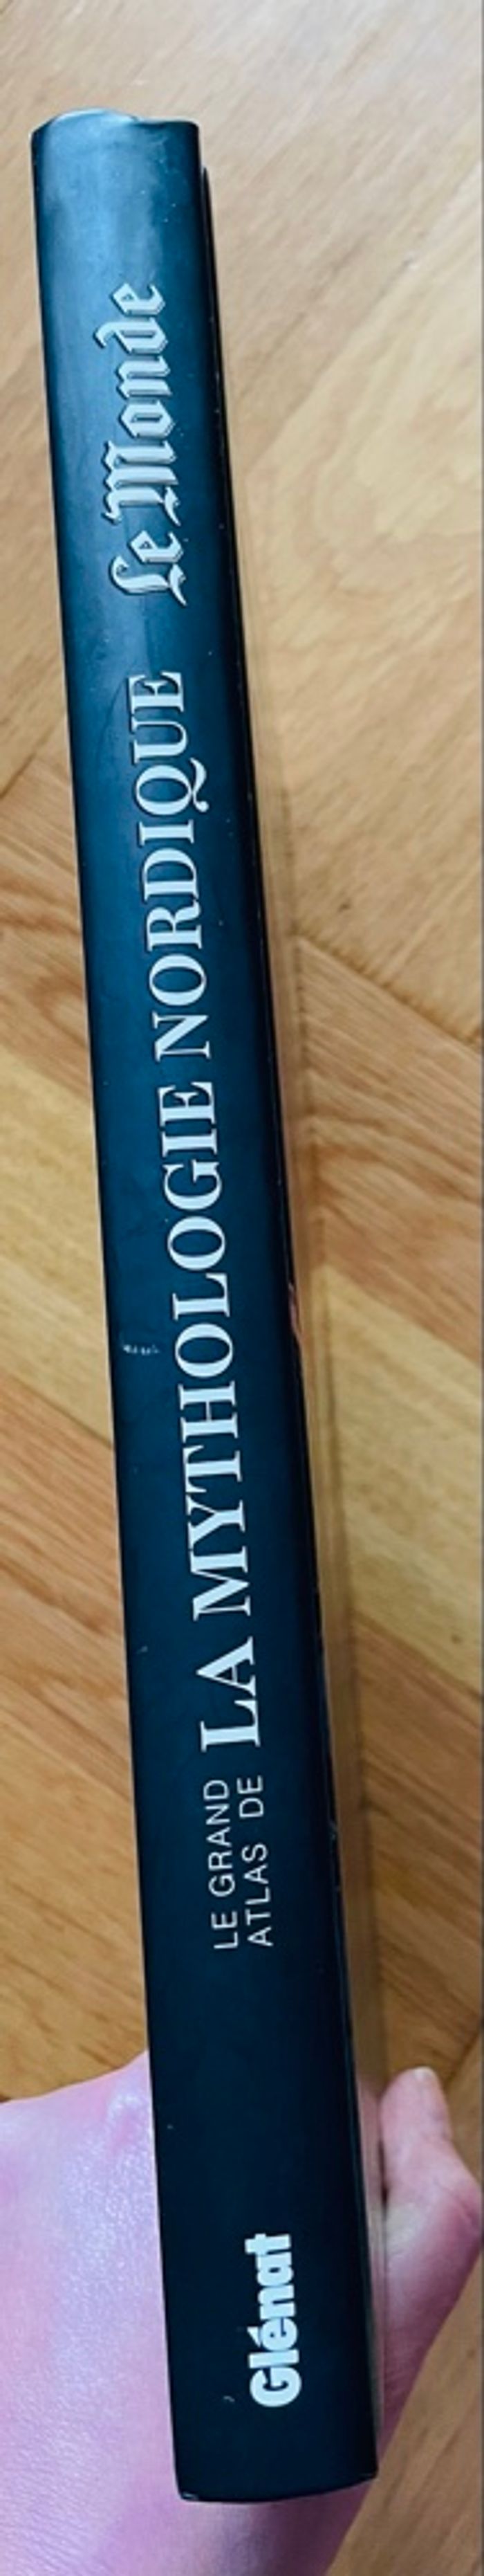 Glénat
LE GRAND
ATLAS DE
LA MYTHOLOGIE NORDIQUE
Le Monde